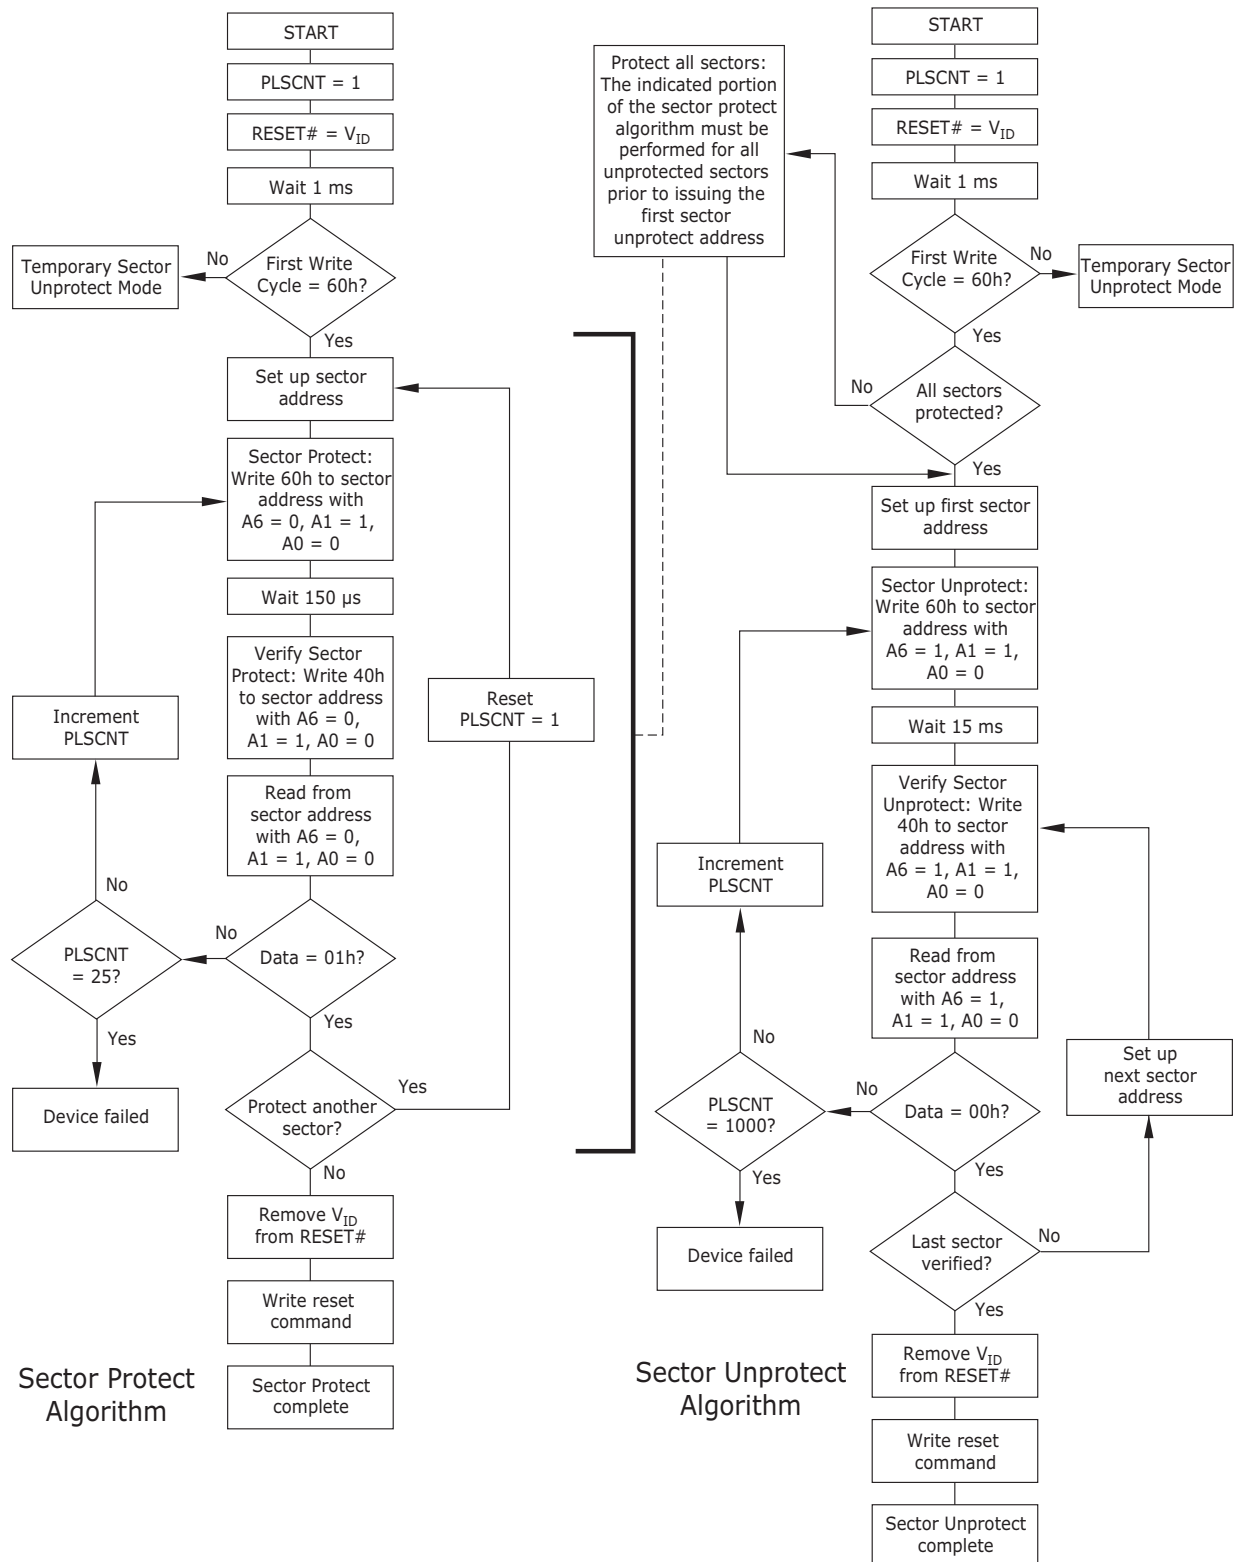 START
PLSCNT = 1
RESET# = VID
Wait 1 ms
First Write
Cycle = 60h?
No
Temporary Sector
Unprotect Mode
Yes
Set up sector
address
Sector Protect:
Write 60h to sector
address with
A6 = 0, A1 = 1,
A0 = 0
Wait 150 µs
Verify Sector
Protect: Write 40h
to sector address
with A6 = 0,
A1 = 1, A0 = 0
Read from
sector address
with A6 = 0,
A1 = 1, A0 = 0
Data = 01h?
No
PLSCNT
= 25?
No
Increment
PLSCNT
Yes
Device failed
Yes
Protect another
sector?
Yes
Reset
PLSCNT = 1
No
Remove VID
from RESET#
Write reset
command
Sector Protect
complete
Sector Protect
Algorithm
Protect all sectors:
The indicated portion
of the sector protect
algorithm must be
performed for all
unprotected sectors
prior to issuing the
first sector
unprotect address
START
PLSCNT = 1
RESET# = VID
Wait 1 ms
First Write
Cycle = 60h?
No
Temporary Sector
Unprotect Mode
Yes
All sectors
protected?
No
Yes
Set up first sector
address
Sector Unprotect:
Write 60h to sector
address with
A6 = 1, A1 = 1,
A0 = 0
Wait 15 ms
Verify Sector
Unprotect: Write
40h to sector
address with
A6 = 1, A1 = 1,
A0 = 0
Read from
sector address
with A6 = 1,
A1 = 1, A0 = 0
Data = 00h?
No
PLSCNT
= 1000?
No
Increment
PLSCNT
Yes
Device failed
Yes
Last sector
verified?
No
Set up
next sector
address
Yes
Remove VID
from RESET#
Write reset
command
Sector Unprotect
complete
Sector Unprotect
Algorithm